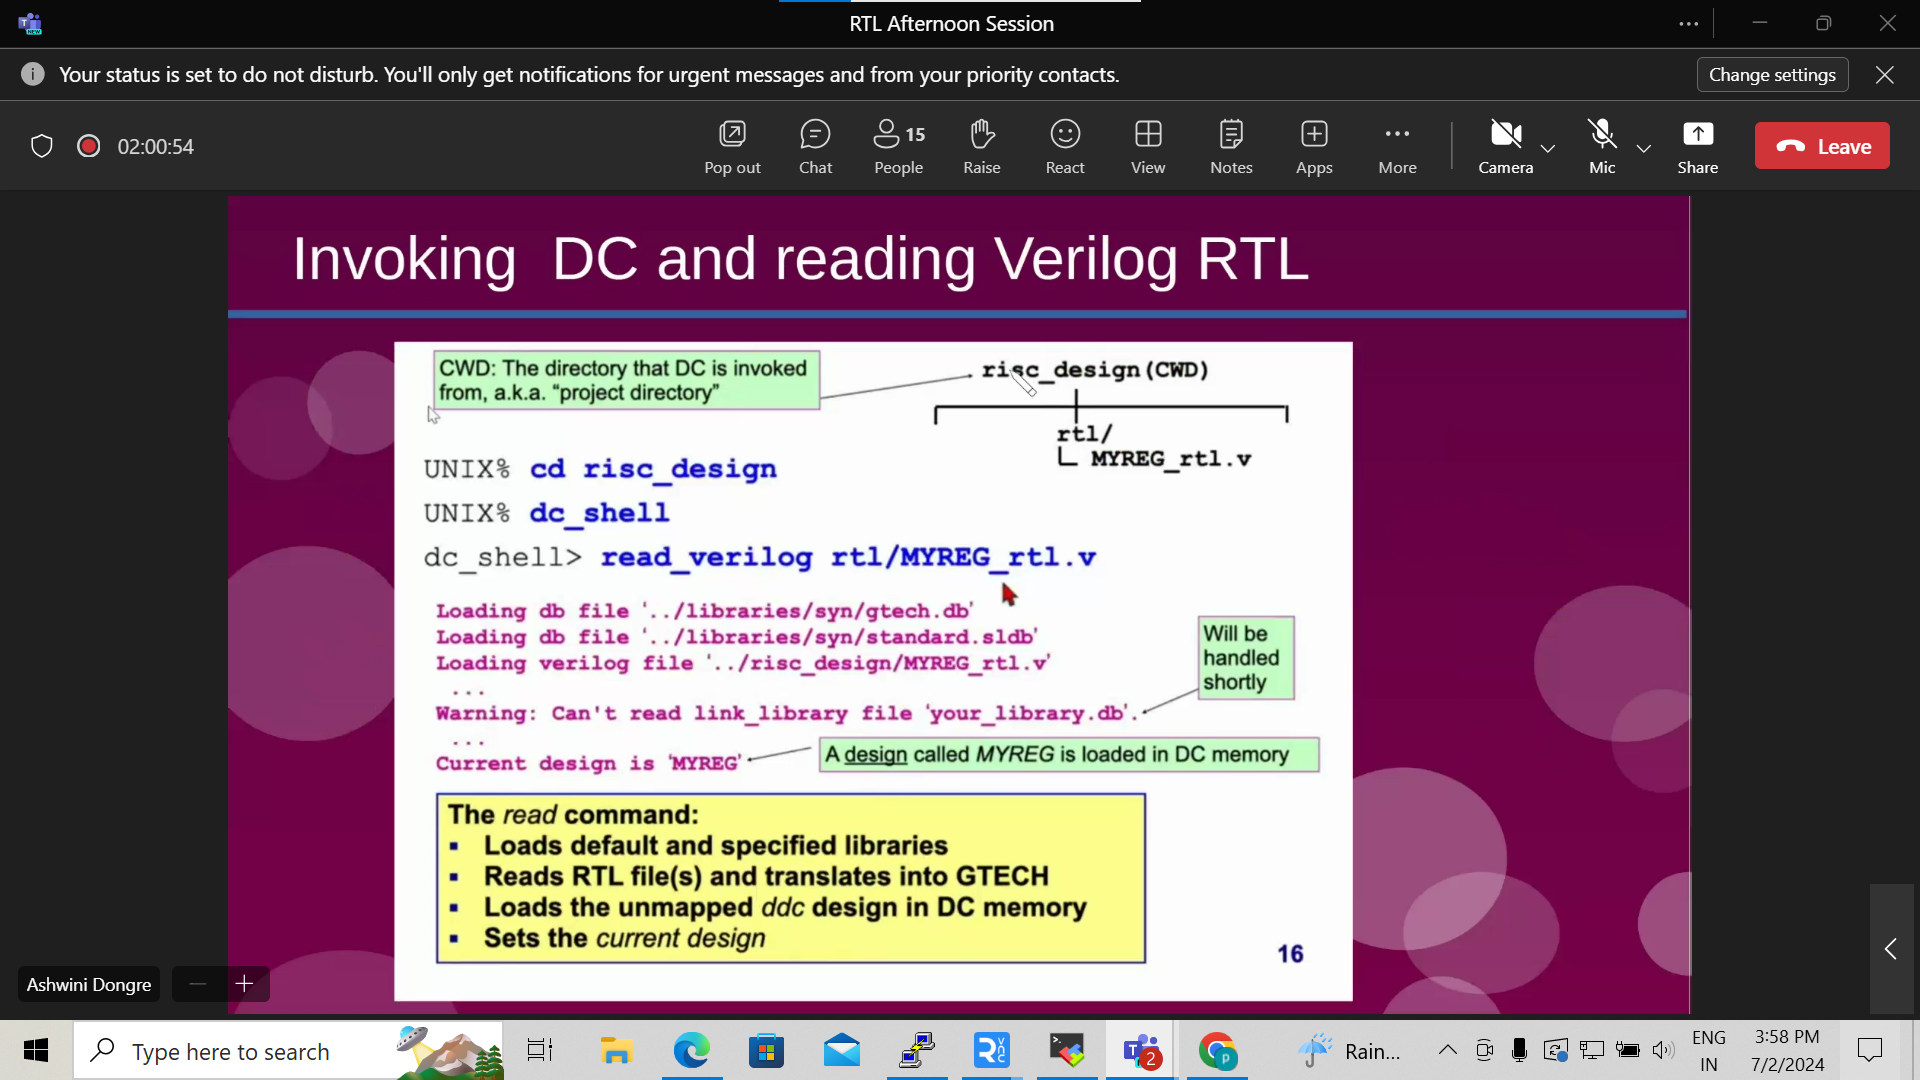 RTL Afternoon Session
Your status is set to do not disturb. You'll only get notifications for urgent messages and from your priority contacts.
Change settings
02:00:54
Pop out
Chat
15
People
Raise
React
View
Notes
Apps
More
Camera
Mic
Share
Leave
Invoking DC and reading Verilog RTL
CWD: The directory that DC is invoked
from, a.k.a. “project directory”
risc_design(CWD)
rtl/
MYREG_rtl.v
UNIX% cd risc_design
UNIX% dc_shell
dc_shell> read_verilog rtl/MYREG_rtl.v
Loading db file '../libraries/syn/gtech.db'
Loading db file '../libraries/syn/standard.sldb'
Loading verilog file '../risc_design/MYREG_rtl.v'
...
Warning: Can't read link_library file 'your_library.db'.
...
Current design is 'MYREG'
Will be
handled
shortly
A design called MYREG is loaded in DC memory
The read command:
▪ Loads default and specified libraries
▪ Reads RTL file(s) and translates into GTECH
▪ Loads the unmapped ddc design in DC memory
▪ Sets the current design
16
Ashwini Dongre
Type here to search
2
Rain...
ENG
IN
3:58 PM
7/2/2024